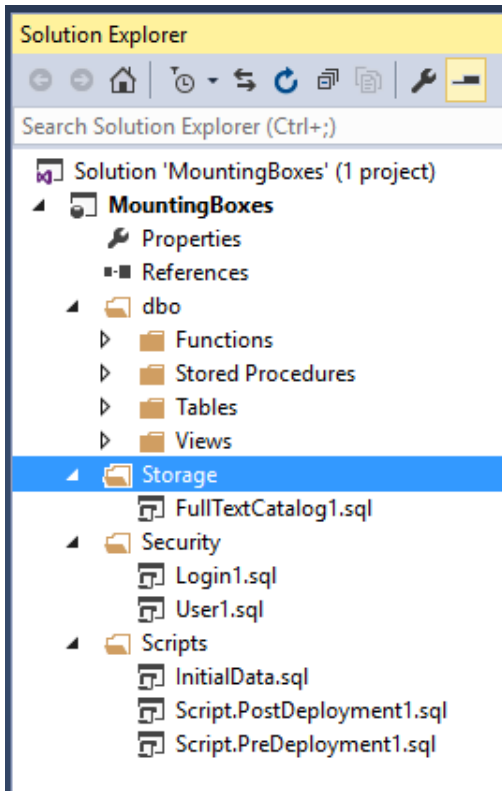 Solution Explorer
Search Solution Explorer (Ctrl+;)
Solution 'MountingBoxes' (1 project)
MountingBoxes
Properties
References
dbo
Functions
Stored Procedures
Tables
Views
Storage
FullTextCatalog1.sql
Security
Login1.sql
User1.sql
Scripts
InitialData.sql
Script.PostDeployment1.sql
Script.PreDeployment1.sql